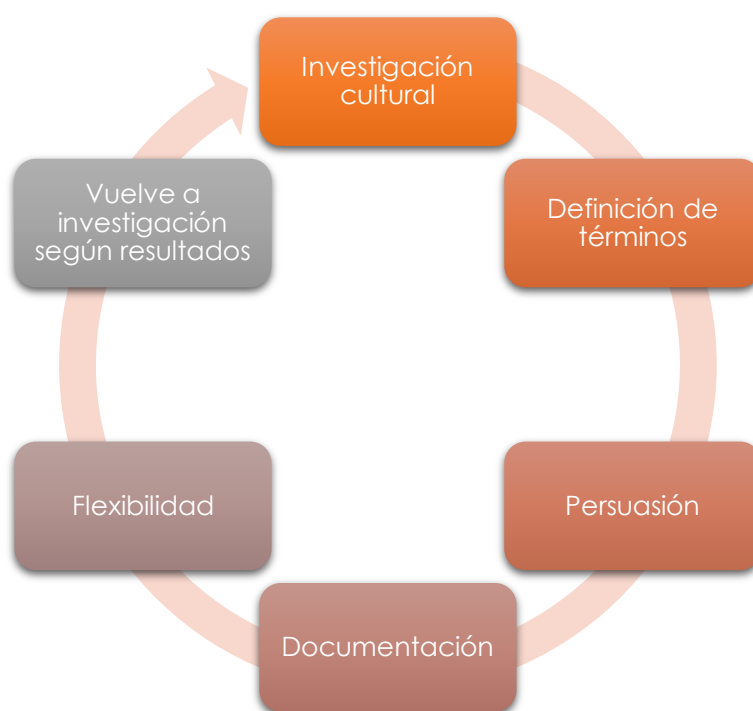 Investigación
cultural
Definición de
términos
Persuasión
Documentación
Flexibilidad
Vuelve a
investigación
según resultados